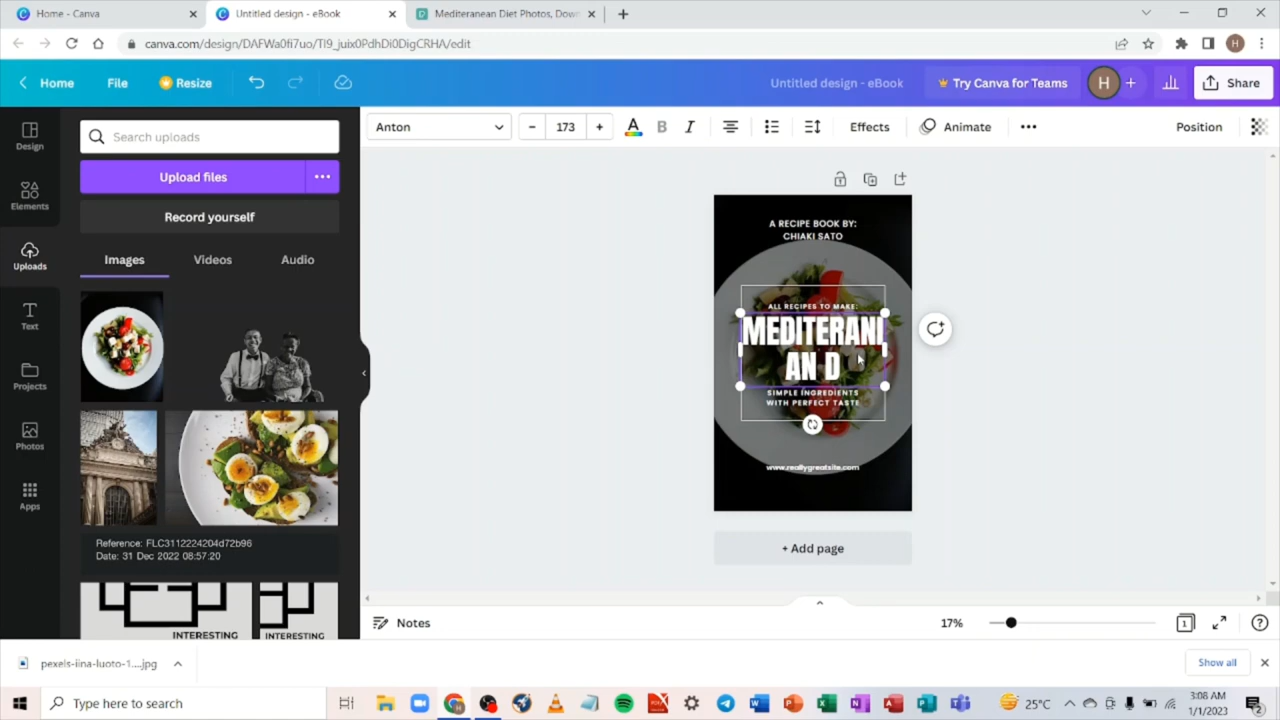 Home - Canva
Untitled design - eBook
Mediteranean Diet Photos, Dow
canva.com/design/DAFWa0fi7uo/TI9_juix0PdhDi0DigCRHA/edit
H
Home
File
Resize
Untitled design - eBook
Try Canva for Teams
H
Share
Design
Elements
Uploads
Text
Projects
Photos
Apps
Search uploads
Upload files
Record yourself
Images
Videos
Audio
Reference: FLC3112224204d72b96
Date: 31 Dec 2022 08:57:20
INTERESTING
INTERESTING
Anton
173
A
B
I
Effects
Animate
Position
A RECIPE BOOK BY:
CHIAKI SATO
ALL RECIPES TO MAKE:
MEDITERANI
AN D
SIMPLE INGREDIENTS
WITH PERFECT TASTE
www.reallygreatsite.com
+ Add page
Notes
17%
1
pexels-iina-luoto-1....jpg
Show all
Type here to search
25°C
3:08 AM
1/1/2023
2